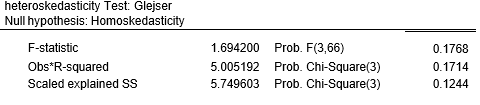 heteroskedasticity Test: Glejser
Null hypothesis: Homoskedasticity
F-statistic 1.694200 Prob. F(3,66) 0.1768
Obs*R-squared 5.005192 Prob. Chi-Square(3) 0.1714
Scaled explained SS 5.749603 Prob. Chi-Square(3) 0.1244